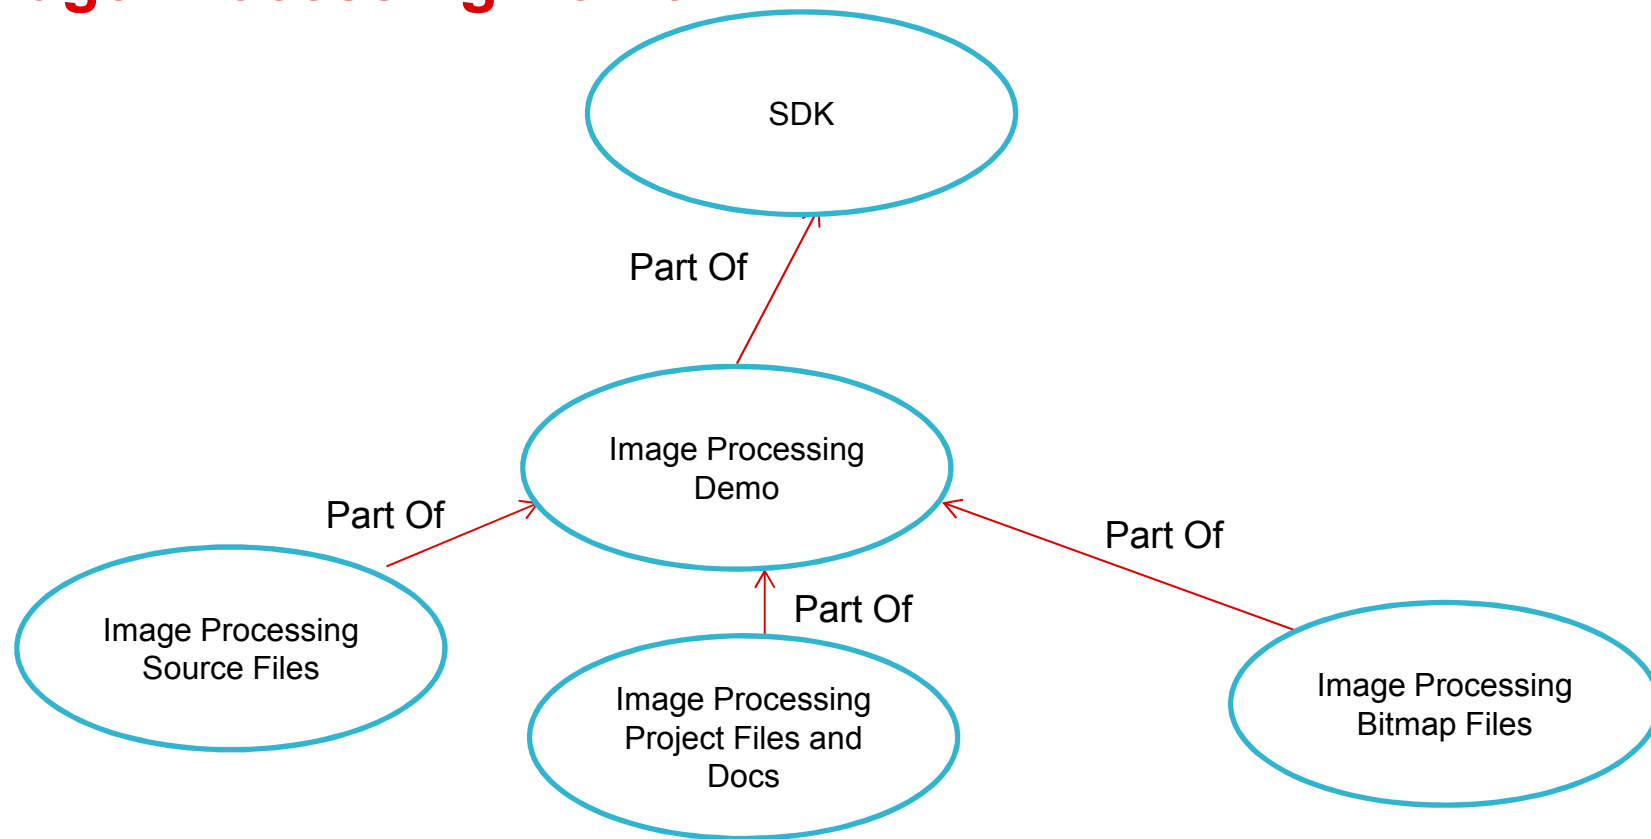 SDK
Part Of
Image Processing
Demo
Part Of
Part Of
Part Of
Image Processing
Source Files
Image Processing
Project Files and
Docs
Image Processing
Bitmap Files